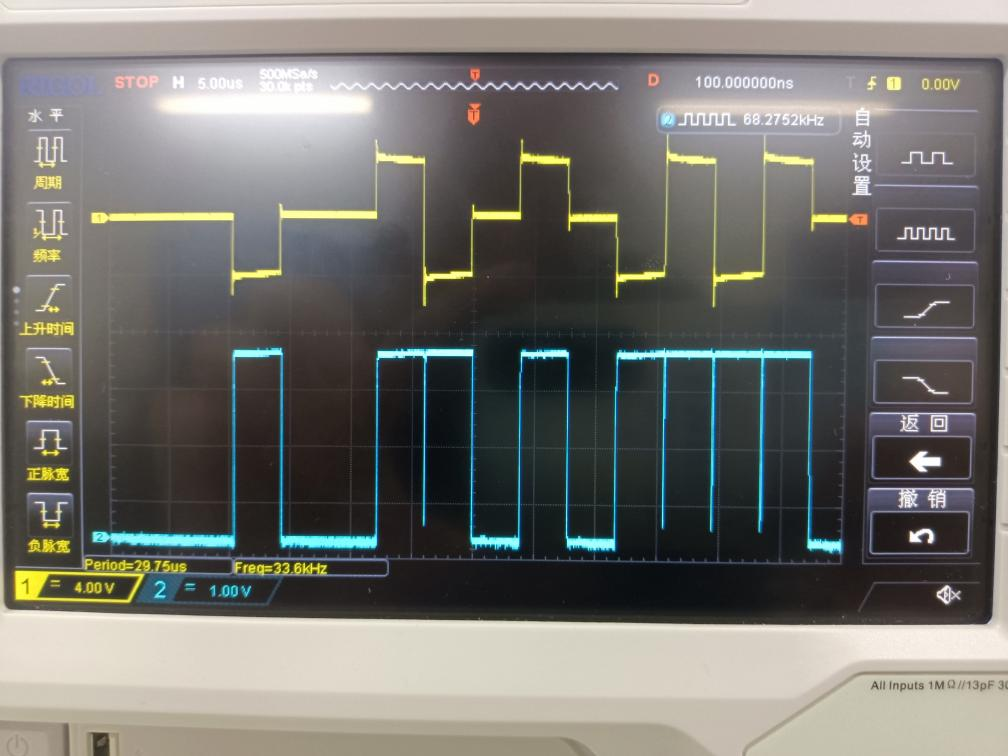 RIGOL STOP H 5.00us 500MSa/s 30.0k pts T D 100.000000ns T 1 0.00V
水平
T
68.2752kHz
自动设置
周期
1
T
频率
上升时间
下降时间
返回
正脉宽
撤销
2
负脉宽
Period=29.75us Freq=33.6kHz
1 = 4.00V 2 = 1.00V
All Inputs 1MΩ//13pF 30